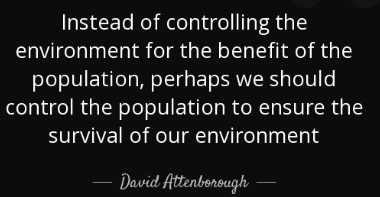 Instead of controlling the
environment for the benefit of the
population, perhaps we should
control the population to ensure the
survival of our environment
— David Attenborough —